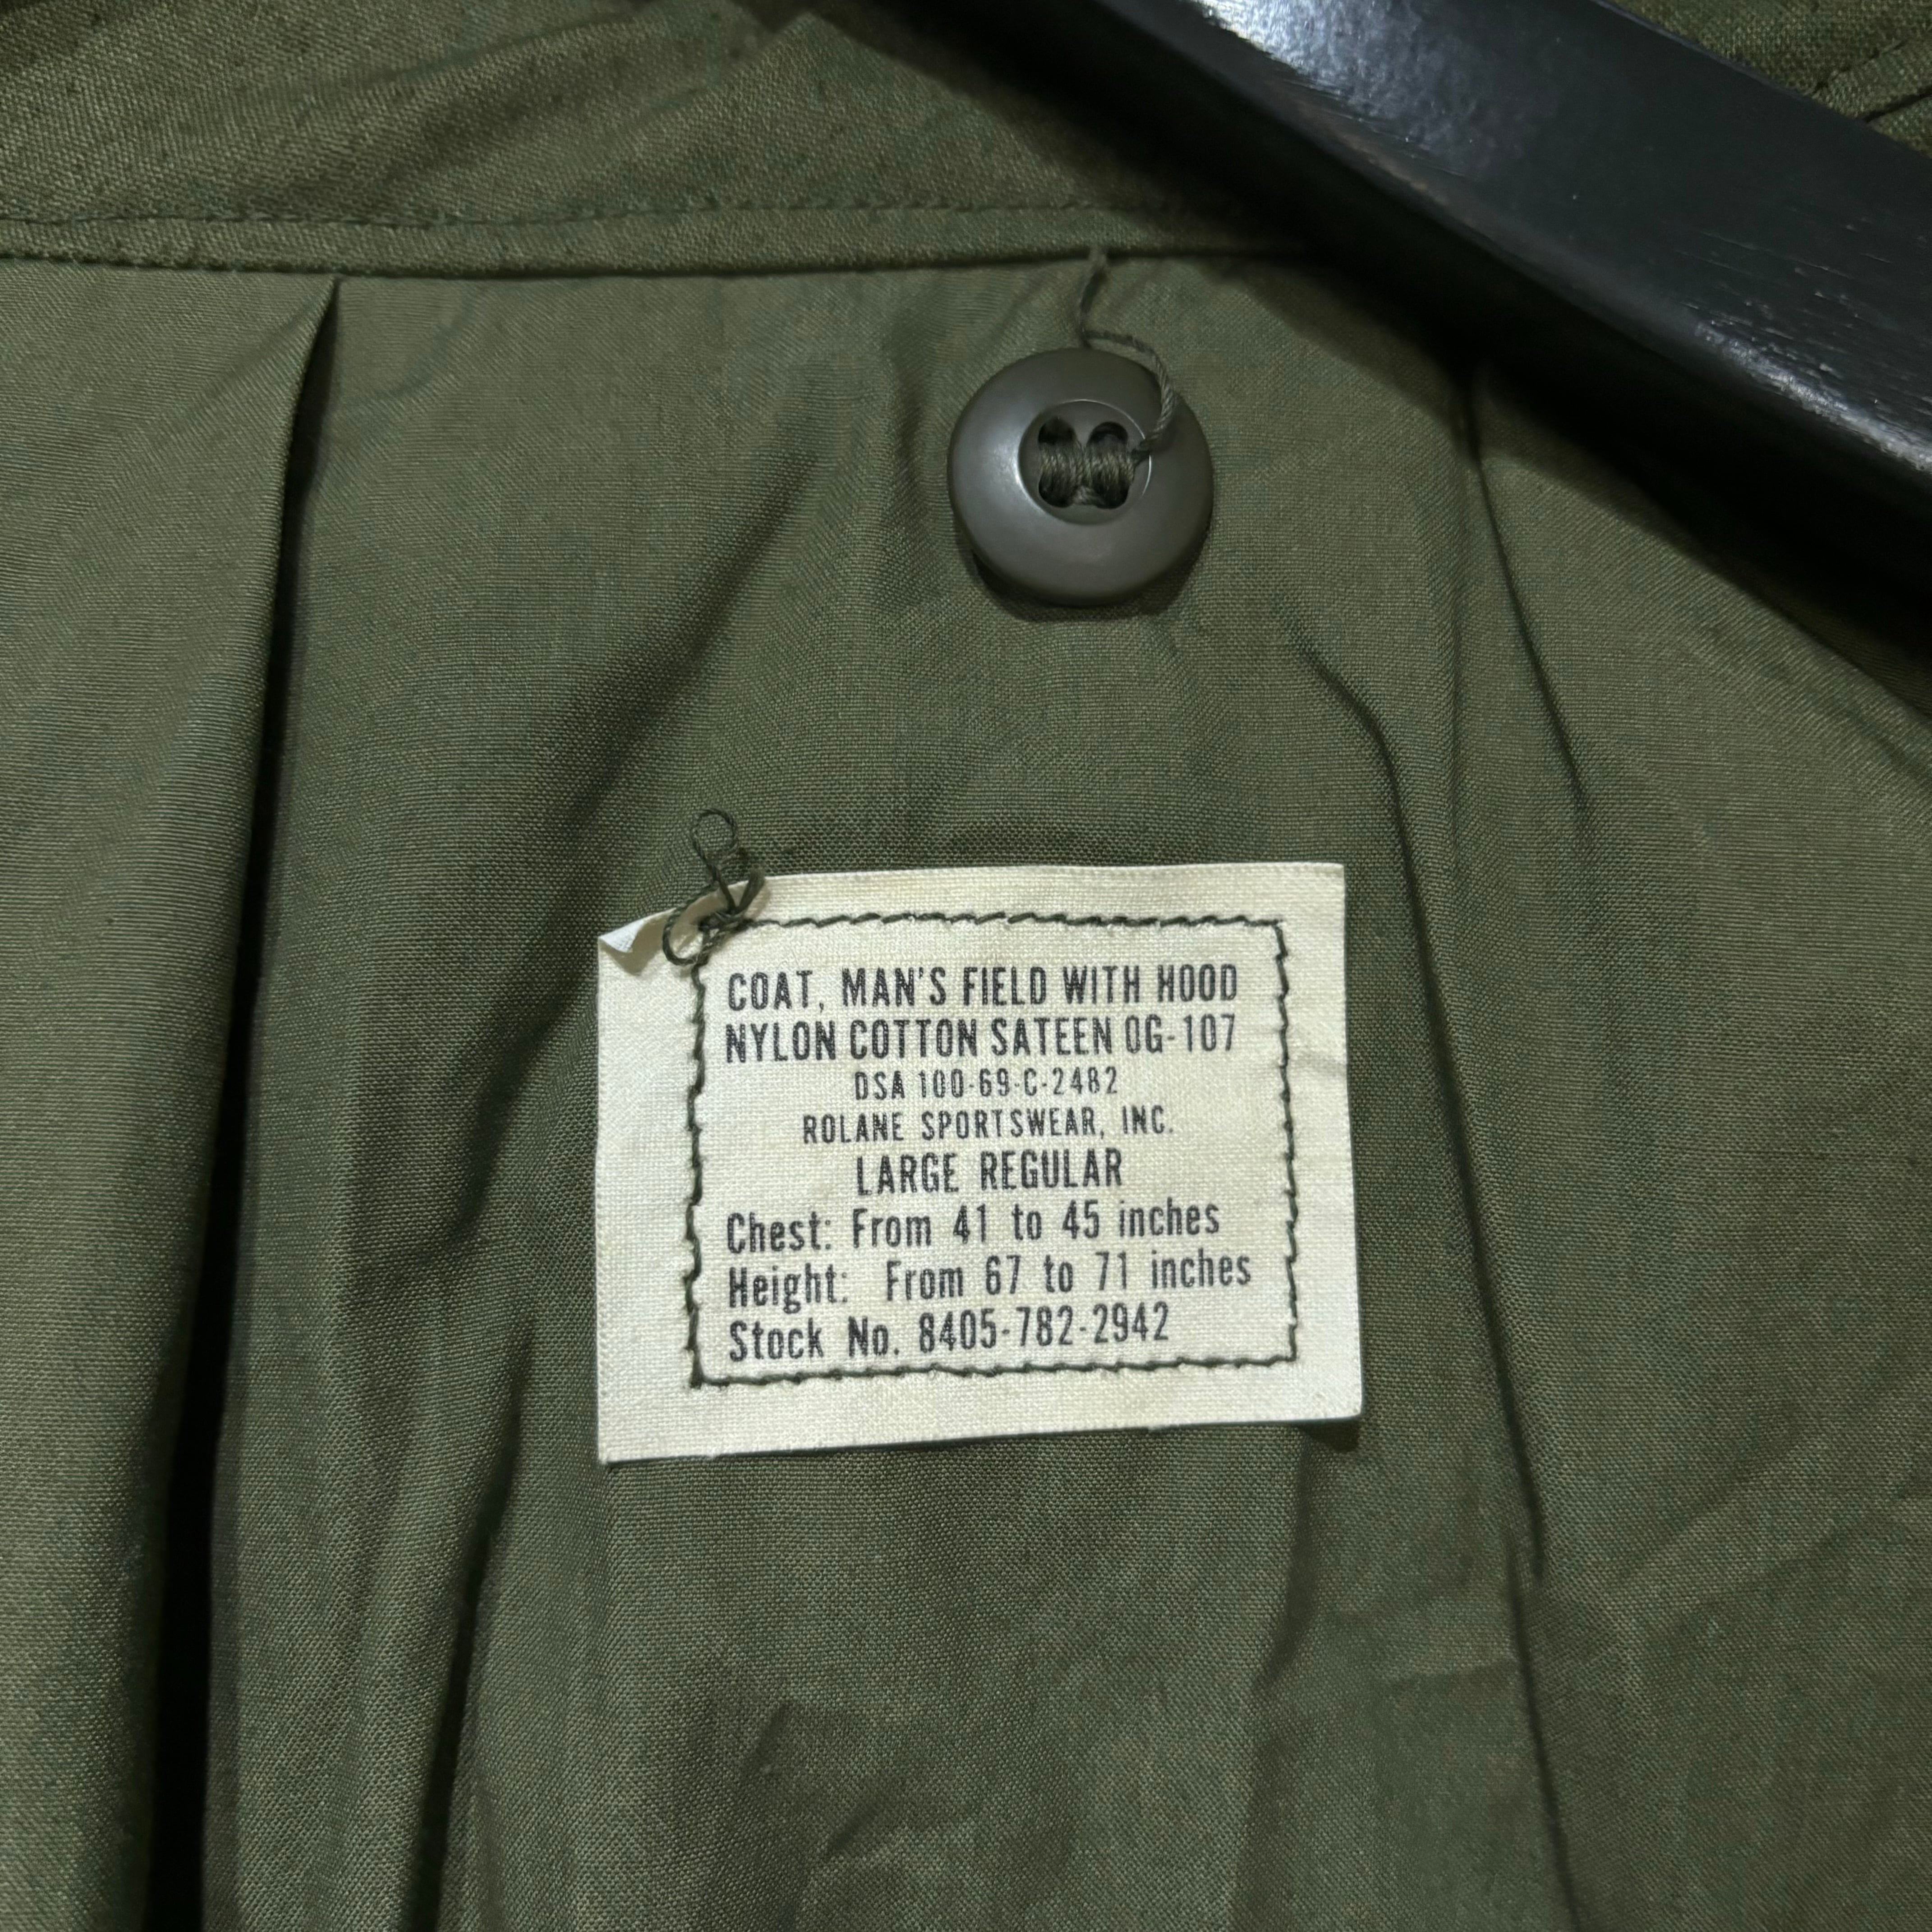 COAT, MAN'S FIELD WITH HOOD
NYLON COTTON SATEEN OG-107
DSA 100-69-C-2482
ROLANE SPORTSWEAR, INC.
LARGE REGULAR
Chest: From 41 to 45 inches
Height: From 67 to 71 inches
Stock No. 8405-782-2942